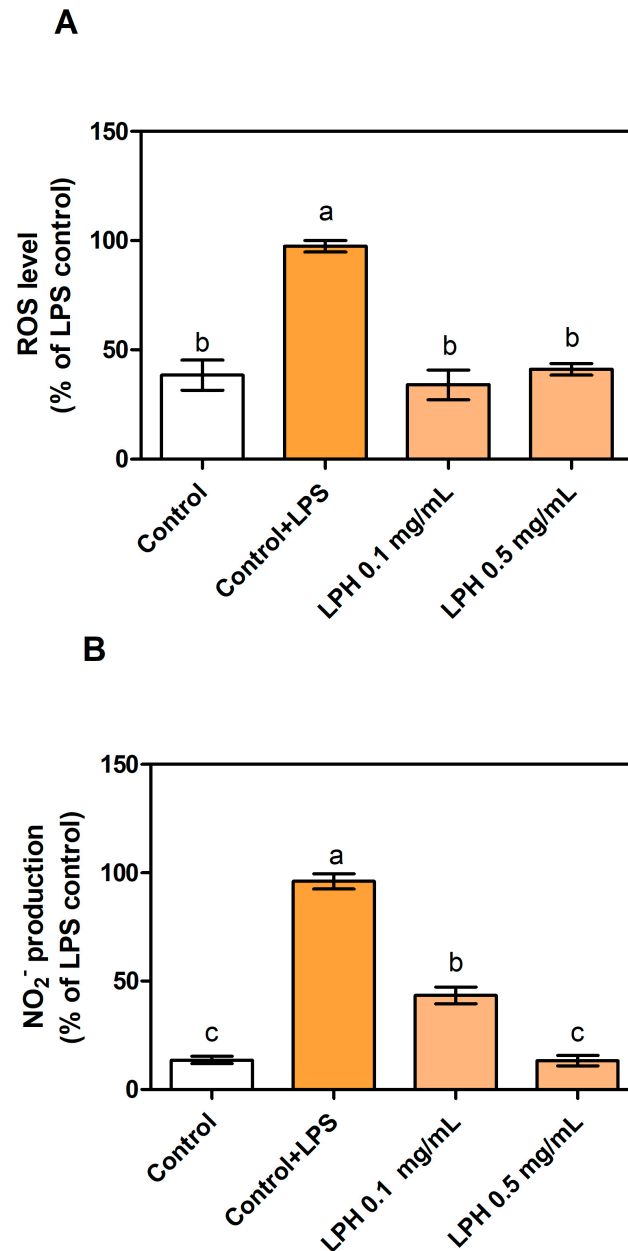 A
150
100
50
0
ROS level
(% of LPS control)
b
a
b
b
Control
Control+LPS
LPH 0.1 mg/mL
LPH 0.5 mg/mL
B
150
100
50
0
NO₂⁻ production
(% of LPS control)
c
a
b
c
Control
Control+LPS
LPH 0.1 mg/mL
LPH 0.5 mg/mL